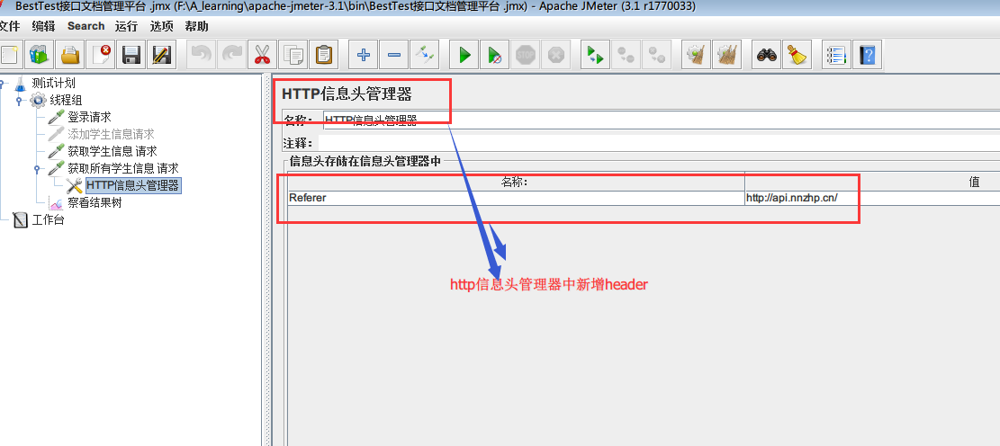 BestTest接口文档管理平台 .jmx (F:\A_learning\apache-jmeter-3.1\bin\BestTest接口文档管理平台 .jmx) - Apache JMeter (3.1 r1770033)
文件 编辑 Search 运行 选项 帮助
测试计划
线程组
登录请求
添加学生信息请求
获取学生信息 请求
获取所有学生信息 请求
HTTP信息头管理器
察看结果树
工作台
HTTP信息头管理器
名称： HTTP信息头管理器
注释：
信息头存储在信息头管理器中
名称： 值
Referer http://api.nnzhp.cn/
http信息头管理器中新增header